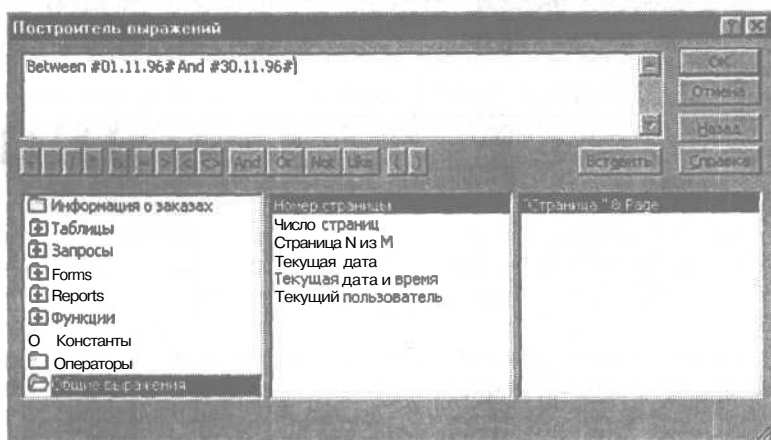 Построитель выражений
Between #01.11.96# And #30.11.96#
OK
Отмена
Назад
+ - / * & = > < <> And Or Not Like ( )
Вставить
Справка
Информация о заказах
Таблицы
Запросы
Forms
Reports
Функции
О Константы
Операторы
Общие выражения
Номер страницы
Число страниц
Страница N из M
Текущая дата
Текущая дата и время
Текущий пользователь
"Страница " & Page